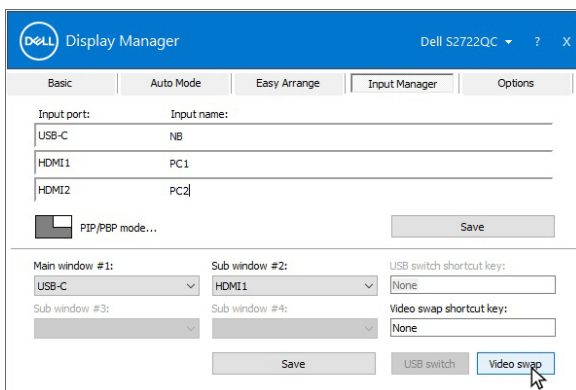 DELL Display Manager Dell S2722QC ? X
Basic Auto Mode Easy Arrange Input Manager Options
Input port: Input name:
USB-C NB
HDMI1 PC1
HDMI2 PC2
PIP/PBP mode... Save
Main window #1: Sub window #2: USB switch shortcut key:
USB-C HDMI1 None
Sub window #3: Sub window #4: Video swap shortcut key:
None
Save USB switch Video swap